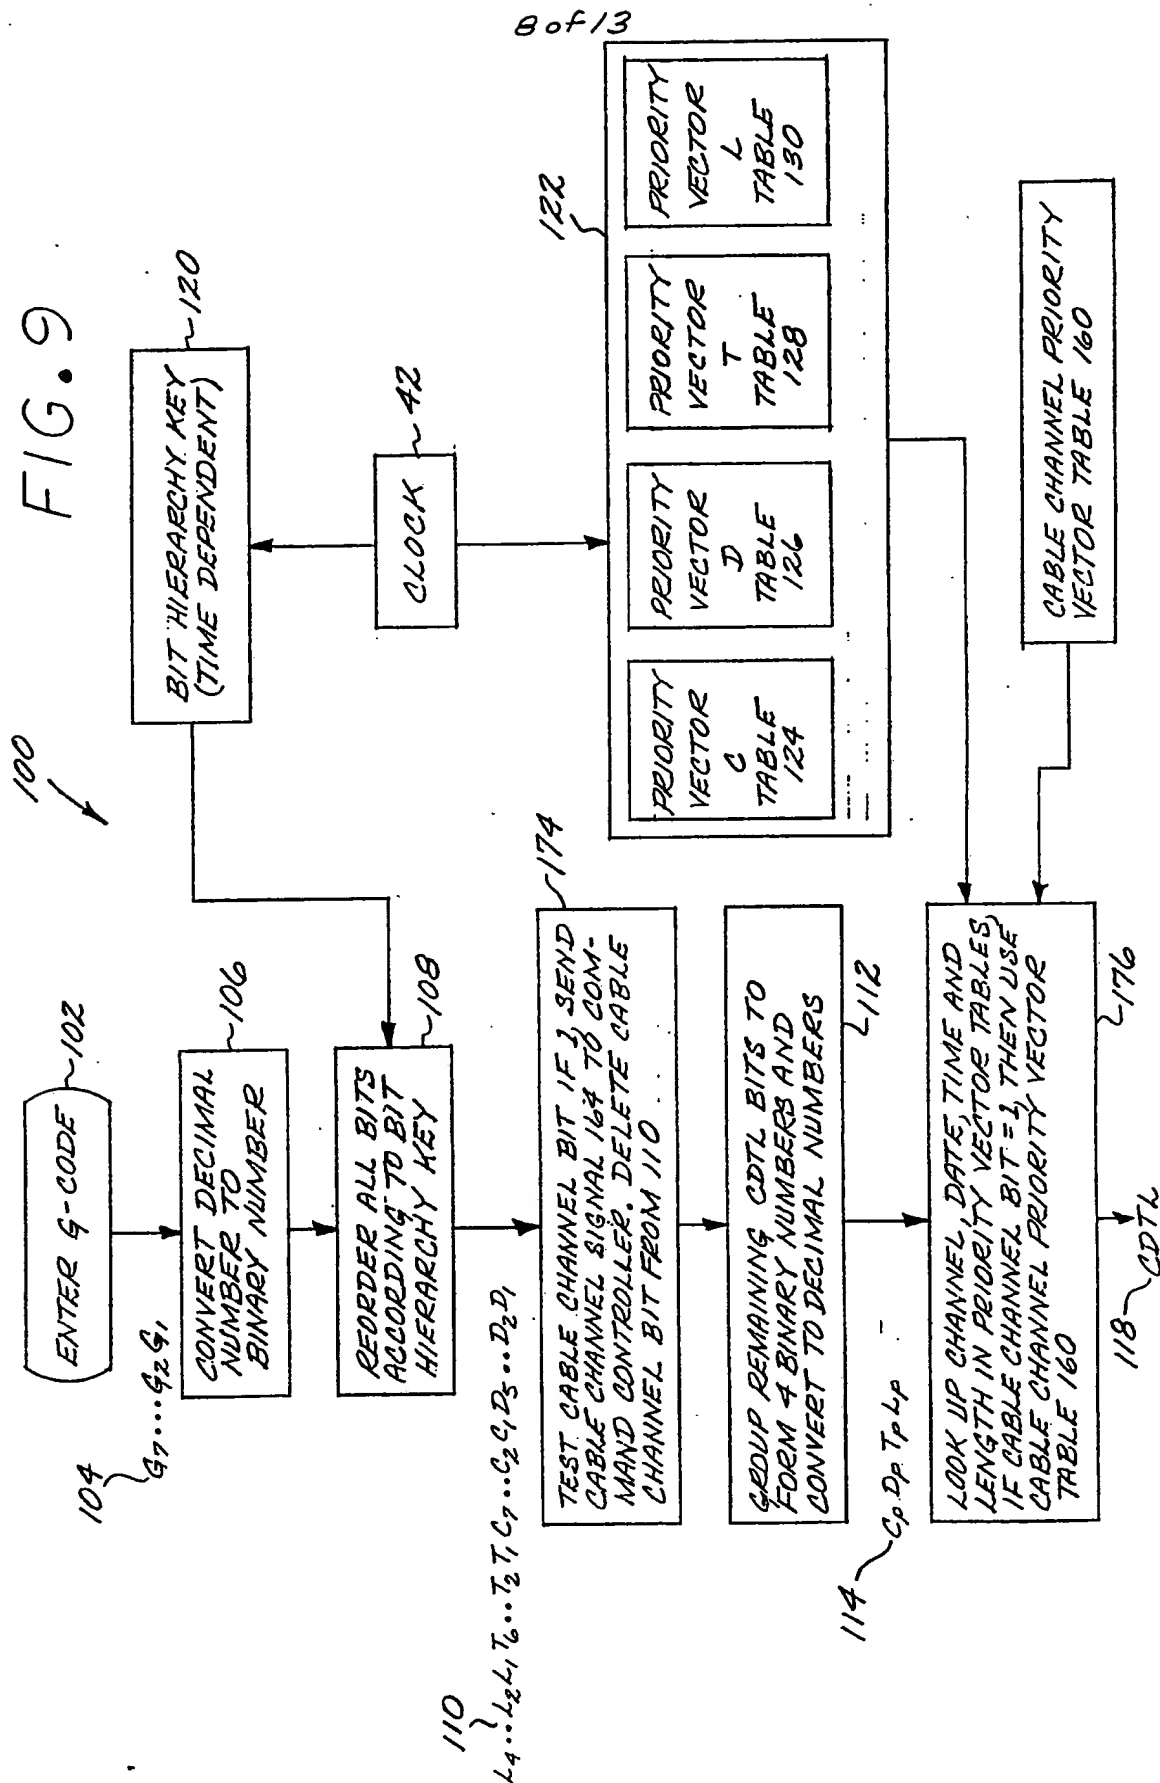 8 of 13
FIG. 9
100
ENTER G-CODE
102
104
G7....G2G1
CONVERT DECIMAL
NUMBER TO
BINARY NUMBER
106
REORDER ALL BITS
ACCORDING TO BIT
HIERARCHY KEY
108
BIT HIERARCHY KEY
(TIME DEPENDENT)
120
CLOCK
42
110
L4..L2L1T6..T2T1C7...C2C1D5...D2D1
TEST CABLE CHANNEL BIT IF 1, SEND
CABLE CHANNEL SIGNAL 164 TO COM-
MAND CONTROLLER. DELETE CABLE
CHANNEL BIT FROM 110
174
GROUP REMAINING CDTL BITS TO
FORM 4 BINARY NUMBERS AND
CONVERT TO DECIMAL NUMBERS
112
114
CP DP TP LP
122
PRIORITY
VECTOR
C
TABLE
124
PRIORITY
VECTOR
D
TABLE
126
PRIORITY
VECTOR
T
TABLE
128
PRIORITY
VECTOR
L
TABLE
130
CABLE CHANNEL PRIORITY
VECTOR TABLE 160
LOOK UP CHANNEL, DATE, TIME AND
LENGTH IN PRIORITY VECTOR TABLES,
IF CABLE CHANNEL BIT = 1, THEN USE
CABLE CHANNEL PRIORITY VECTOR
TABLE 160
176
118
CDTL